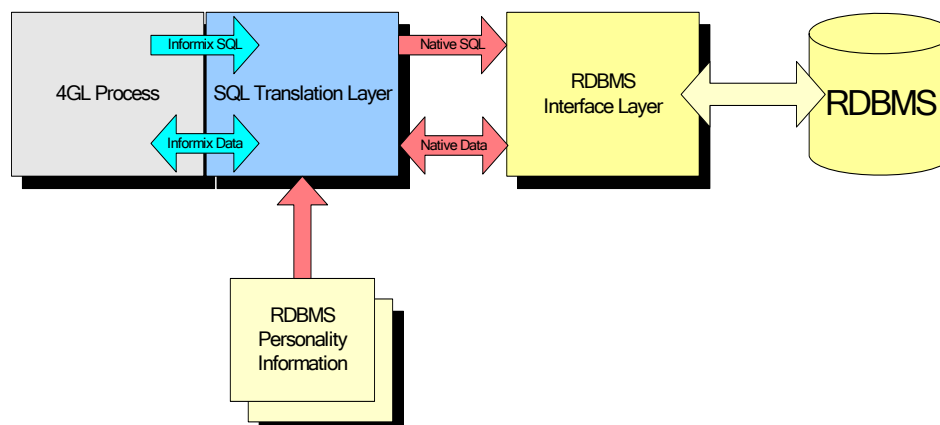 Informix SQL
Native SQL
4GL Process
SQL Translation Layer
RDBMS
Interface Layer
RDBMS
Informix Data
Native Data
RDBMS
Personality
Information